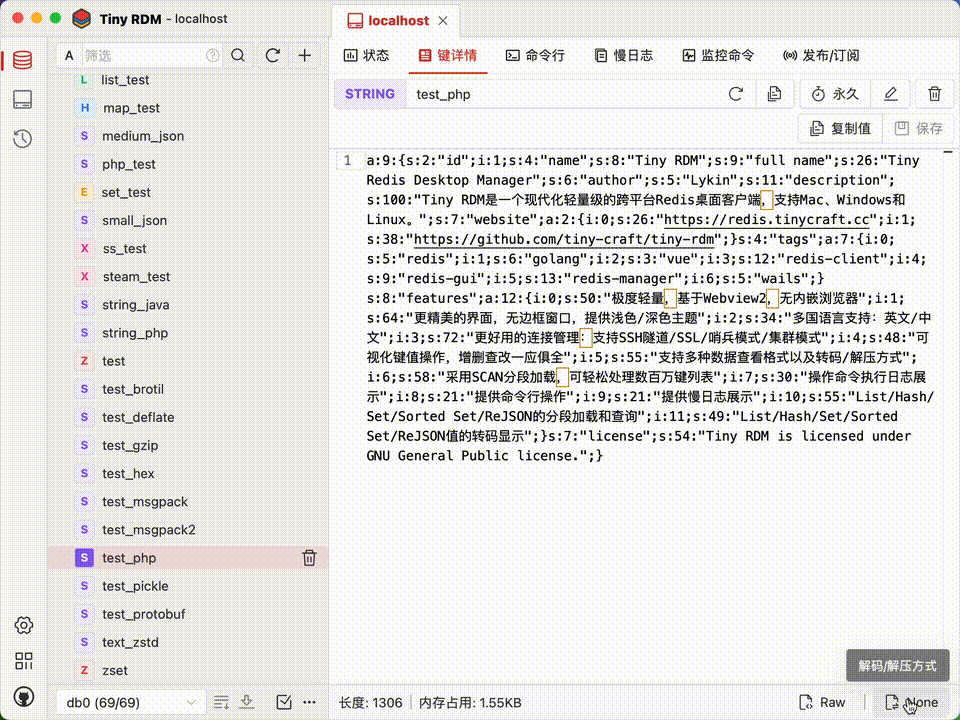 Tiny RDM - localhost
localhost
A 筛选
L list_test
H map_test
S medium_json
S php_test
E set_test
S small_json
X ss_test
X steam_test
S string_java
S string_php
Z test
S test_brotil
S test_deflate
S test_gzip
S test_hex
S test_msgpack
S test_msgpack2
S test_php
S test_pickle
S test_protobuf
S text_zstd
Z zset
db0 (69/69)
状态 键详情 命令行 慢日志 监控命令 发布/订阅
STRING test_php 永久
复制值 保存
1 a:9:{s:2:"id";i:1;s:4:"name";s:8:"Tiny RDM";s:9:"full name";s:26:"Tiny
Redis Desktop Manager";s:6:"author";s:5:"Lykin";s:11:"description";
s:100:"Tiny RDM是一个现代化轻量级的跨平台Redis桌面客户端，支持Mac、Windows和
Linux。";s:7:"website";a:2:{i:0;s:26:"https://redis.tinycraft.cc";i:1;
s:38:"https://github.com/tiny-craft/tiny-rdm";}s:4:"tags";a:7:{i:0;
s:5:"redis";i:1;s:6:"golang";i:2;s:3:"vue";i:3;s:12:"redis-client";i:4;
s:9:"redis-gui";i:5;s:13:"redis-manager";i:6;s:5:"wails";}
s:8:"features";a:12:{i:0;s:50:"极度轻量，基于Webview2，无内嵌浏览器";i:1;
s:64:"更精美的界面，无边框窗口，提供浅色/深色主题";i:2;s:34:"多国语言支持：英文/中
文";i:3;s:72:"更好用的连接管理：支持SSH隧道/SSL/哨兵模式/集群模式";i:4;s:48:"可
视化键值操作，增删查改一应俱全";i:5;s:55:"支持多种数据查看格式以及转码/解压方式";
i:6;s:58:"采用SCAN分段加载，可轻松处理数百万键列表";i:7;s:30:"操作命令执行日志展
示";i:8;s:21:"提供命令行操作";i:9;s:21:"提供慢日志展示";i:10;s:55:"List/Hash/
Set/Sorted Set/ReJSON的分段加载和查询";i:11;s:49:"List/Hash/Set/Sorted
Set/ReJSON值的转码显示";}s:7:"license";s:54:"Tiny RDM is licensed under
GNU General Public license.";}
解码/解压方式
长度: 1306 内存占用: 1.55KB Raw None